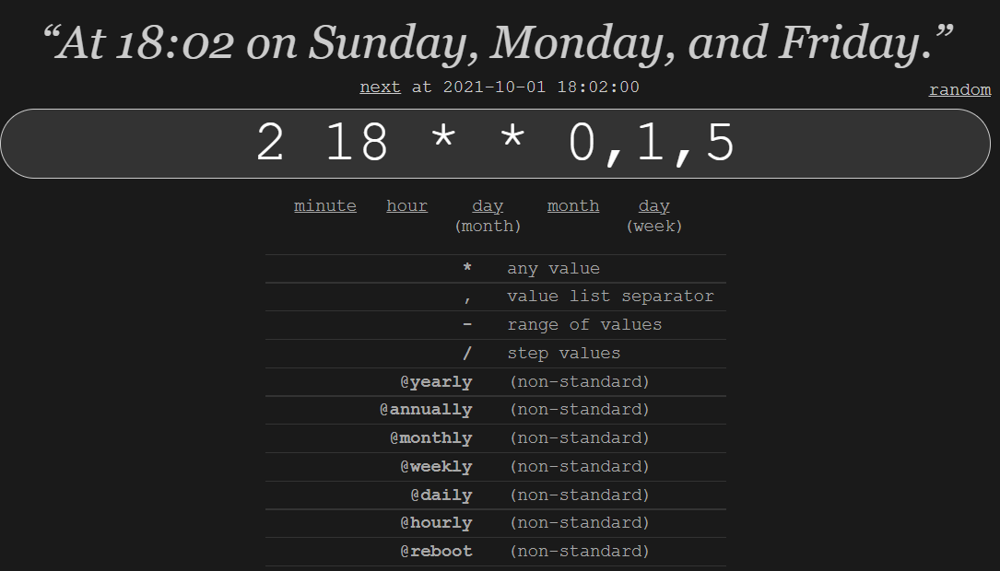 “At 18:02 on Sunday, Monday, and Friday.”
next at 2021-10-01 18:02:00
random
2 18 * * 0,1,5
minute hour day month day
(month) (week)
* any value
, value list separator
- range of values
/ step values
@yearly (non-standard)
@annually (non-standard)
@monthly (non-standard)
@weekly (non-standard)
@daily (non-standard)
@hourly (non-standard)
@reboot (non-standard)